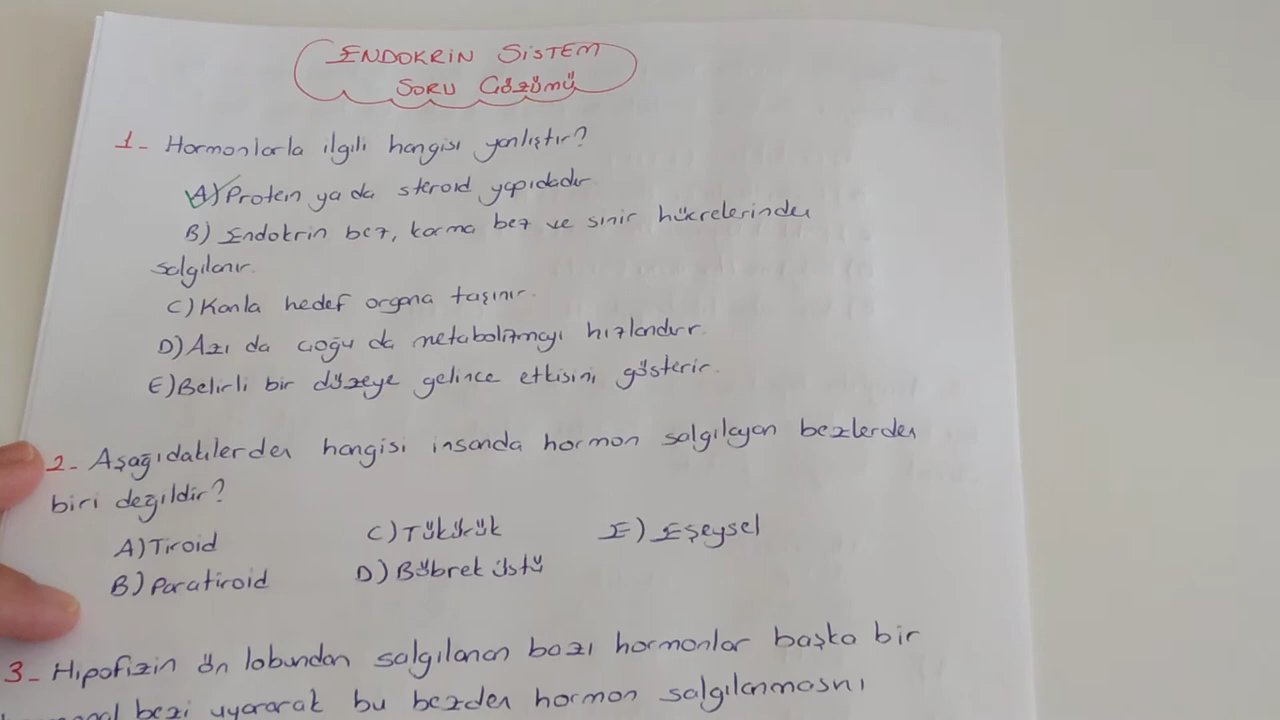 ENDOKRİN SİSTEM
SORU ÇÖZÜMÜ
1- Hormonlarla ilgili hangisi yanlıştır?
A) Protein ya da steroid yapıdadır.
B) Endokrin bez, karma bez ve sinir hücrelerinden
salgılanır.
C) Kanla hedef organa taşınır.
D) Azı da çoğu da metabolizmayı hızlandırır.
E) Belirli bir düzeye gelince etkisini gösterir.
2- Aşağıdakilerden hangisi insanda hormon salgılayan bezlerden
biri değildir?
A) Tiroid C) Tükürük E) Eşeysel
B) Paratiroid D) Böbret üstü
3- Hipofizin ön lobundan salgılanan bazı hormonlar başka bir
bezi uyararak bu bezden hormon salgılanmasını